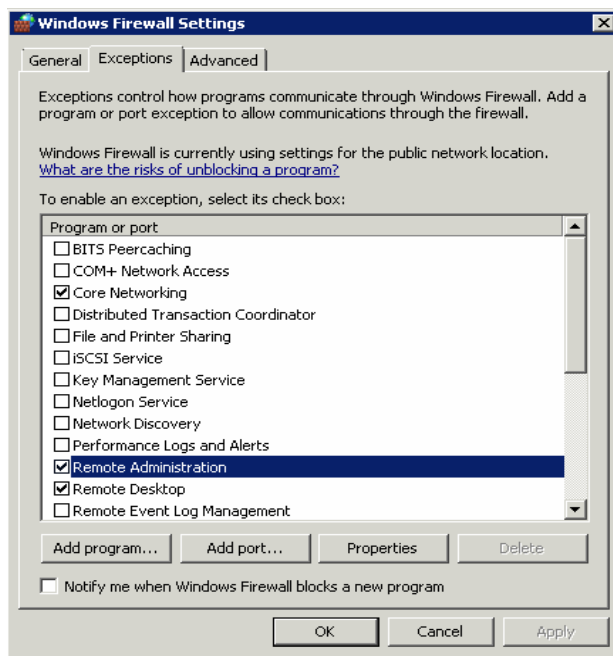 Windows Firewall Settings
General Exceptions Advanced
Exceptions control how programs communicate through Windows Firewall. Add a
program or port exception to allow communications through the firewall.
Windows Firewall is currently using settings for the public network location.
What are the risks of unblocking a program?
To enable an exception, select its check box:
Program or port
BITS Peercaching
COM+ Network Access
Core Networking
Distributed Transaction Coordinator
File and Printer Sharing
iSCSI Service
Key Management Service
Netlogon Service
Network Discovery
Performance Logs and Alerts
Remote Administration
Remote Desktop
Remote Event Log Management
Add program... Add port... Properties Delete
Notify me when Windows Firewall blocks a new program
OK Cancel Apply